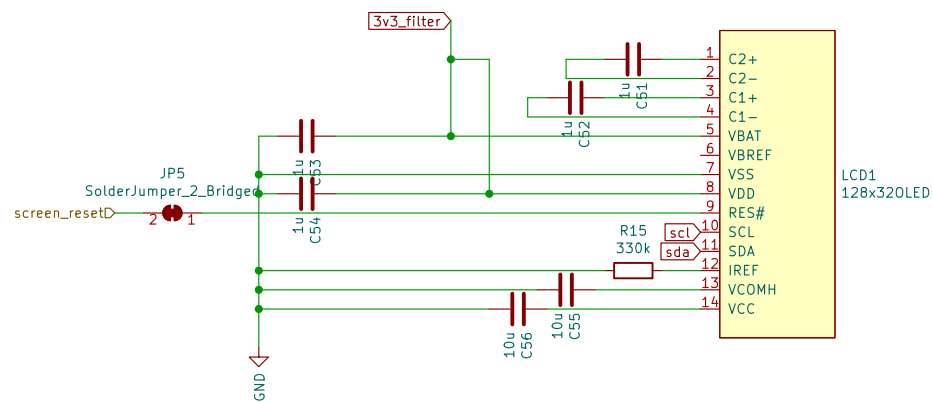 3v3_filter
1u
C51
1u
C52
1 C2+
2 C2-
3 C1+
4 C1-
5 VBAT
6 VBREF
7 VSS
8 VDD
9 RES#
10 SCL
11 SDA
12 IREF
13 VCOMH
14 VCC
LCD1
128x32OLED
1u
C53
1u
C54
JP5
SolderJumper_2_Bridged
screen_reset
2
1
scl
sda
R15
330k
10u
C55
10u
C56
GND